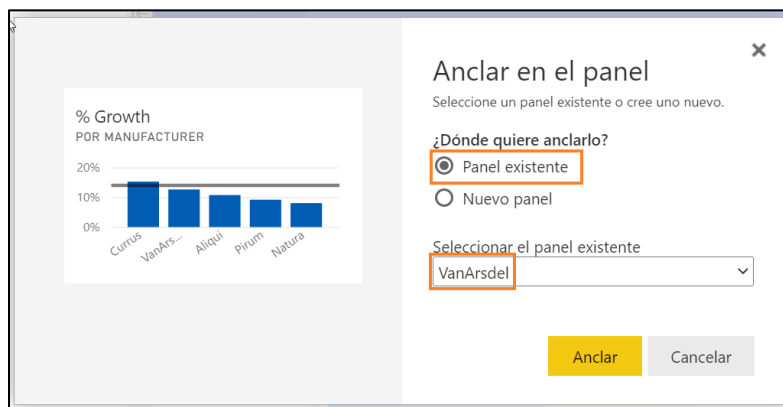 % Growth
POR MANUFACTURER
20%
10%
0%
Currus
VanArs...
Aliqui
Pirum
Natura
Anclar en el panel
Seleccione un panel existente o cree uno nuevo.
¿Dónde quiere anclarlo?
Panel existente
Nuevo panel
Seleccionar el panel existente
VanArsdel
Anclar
Cancelar